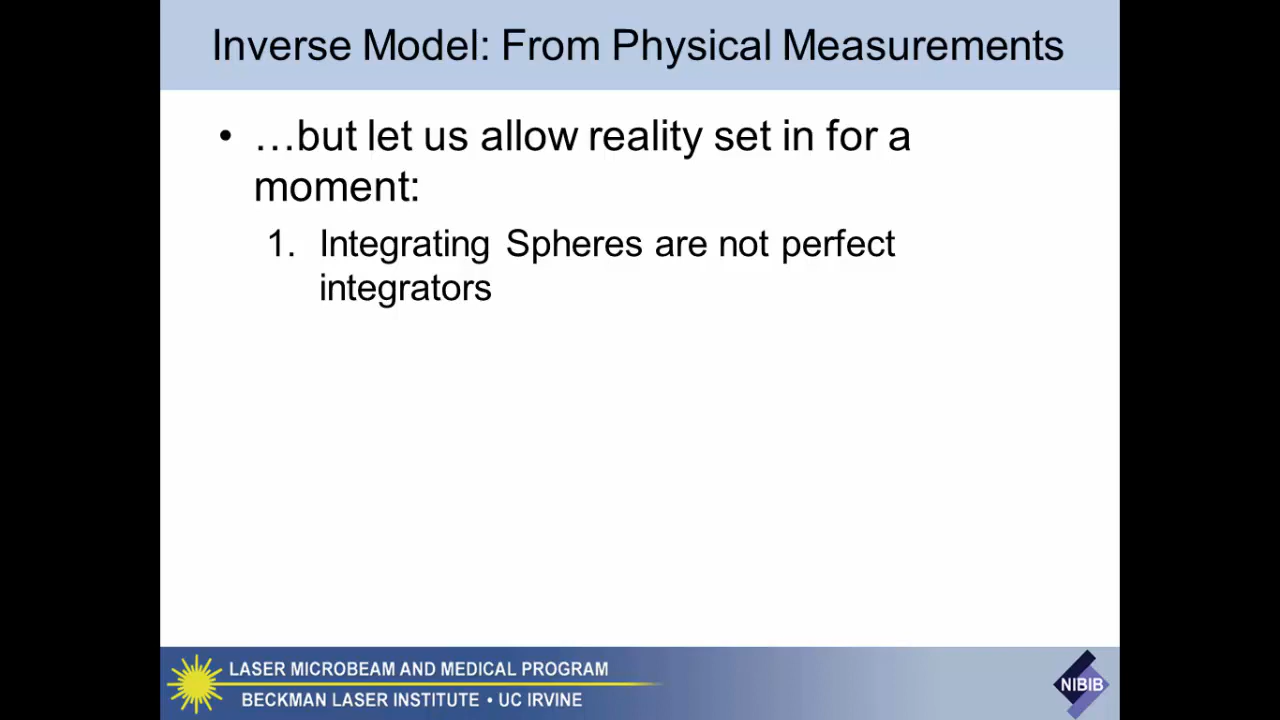 Inverse Model: From Physical Measurements
• …but let us allow reality set in for a
moment:
1. Integrating Spheres are not perfect
integrators
LASER MICROBEAM AND MEDICAL PROGRAM
BECKMAN LASER INSTITUTE • UC IRVINE
NIBIB